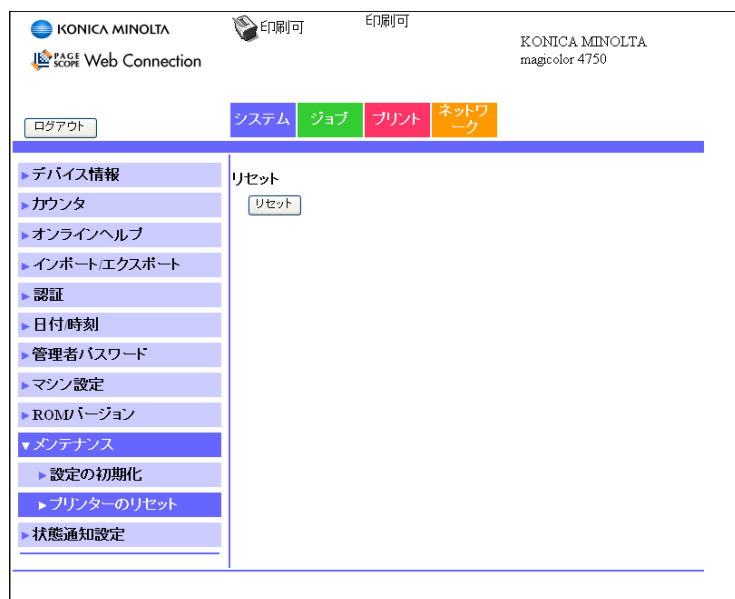 KONICA MINOLTA
PAGE SCOPE Web Connection
印刷可
印刷可
KONICA MINOLTA
magicolor 4750
ログアウト
システム
ジョブ
プリント
ネットワ
ーク
デバイス情報
カウンタ
オンラインヘルプ
インポート/エクスポート
認証
日付/時刻
管理者パスワード
マシン設定
ROMバージョン
メンテナンス
設定の初期化
プリンターのリセット
状態通知設定
リセット
リセット